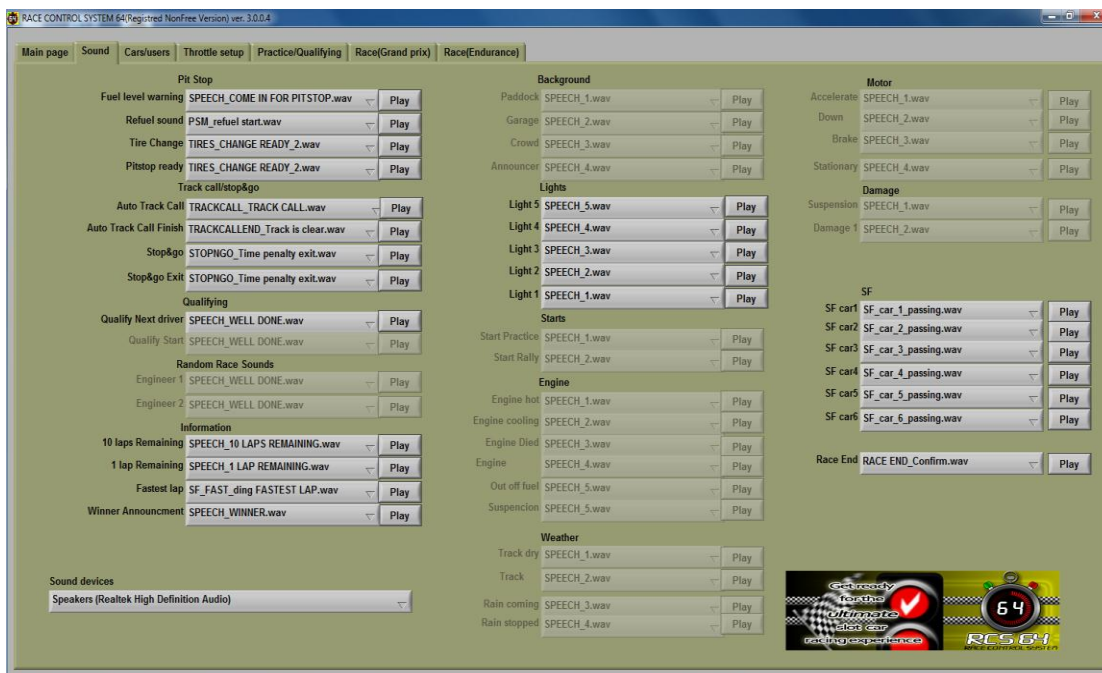 RACE CONTROL SYSTEM 64(Registred NonFree Version) ver. 3.0.0.4
Main page Sound Cars/users Throttle setup Practice/Qualifying Race(Grand prix) Race(Endurance)
Pit Stop
Fuel level warning SPEECH_COME IN FOR PITSTOP.wav Play
Refuel sound PSM_refuel start.wav Play
Tire Change TIRES_CHANGE READY_2.wav Play
Pitstop ready TIRES_CHANGE READY_2.wav Play
Track call/stop&go
Auto Track Call TRACKCALL_TRACK CALL.wav Play
Auto Track Call Finish TRACKCALLEND_Track is clear.wav Play
Stop&go STOPNGO_Time penalty exit.wav Play
Stop&go Exit STOPNGO_Time penalty exit.wav Play
Qualifying
Qualify Next driver SPEECH_WELL DONE.wav Play
Qualify Start SPEECH_WELL DONE.wav Play
Random Race Sounds
Engineer 1 SPEECH_WELL DONE.wav Play
Engineer 2 SPEECH_WELL DONE.wav Play
Information
10 laps Remaining SPEECH_10 LAPS REMAINING.wav Play
1 lap Remaining SPEECH_1 LAP REMAINING.wav Play
Fastest lap SF_FAST_ding FASTEST LAP.wav Play
Winner Announcment SPEECH_WINNER.wav Play
Sound devices
Speakers (Realtek High Definition Audio)
Background
Paddock SPEECH_1.wav Play
Garage SPEECH_2.wav Play
Crowd SPEECH_3.wav Play
Announcer SPEECH_4.wav Play
Lights
Light 5 SPEECH_5.wav Play
Light 4 SPEECH_4.wav Play
Light 3 SPEECH_3.wav Play
Light 2 SPEECH_2.wav Play
Light 1 SPEECH_1.wav Play
Starts
Start Practice SPEECH_1.wav Play
Start Rally SPEECH_2.wav Play
Engine
Engine hot SPEECH_1.wav Play
Engine cooling SPEECH_2.wav Play
Engine Died SPEECH_3.wav Play
Engine SPEECH_4.wav Play
Out off fuel SPEECH_5.wav Play
Suspencion SPEECH_5.wav Play
Weather
Track dry SPEECH_1.wav Play
Track SPEECH_2.wav Play
Rain coming SPEECH_3.wav Play
Rain stopped SPEECH_4.wav Play
Motor
Accelerate SPEECH_1.wav Play
Down SPEECH_2.wav Play
Brake SPEECH_3.wav Play
Stationary SPEECH_4.wav Play
Damage
Suspension SPEECH_1.wav Play
Damage 1 SPEECH_2.wav Play
SF
SF car1 SF_car_1_passing.wav Play
SF car2 SF_car_2_passing.wav Play
SF car3 SF_car_3_passing.wav Play
SF car4 SF_car_4_passing.wav Play
SF car5 SF_car_5_passing.wav Play
SF car6 SF_car_6_passing.wav Play
Race End RACE END_Confirm.wav Play
Get ready
for the
ultimate
slot car
racing experience
64
RCS 64
RACE CONTROL SYSTEM